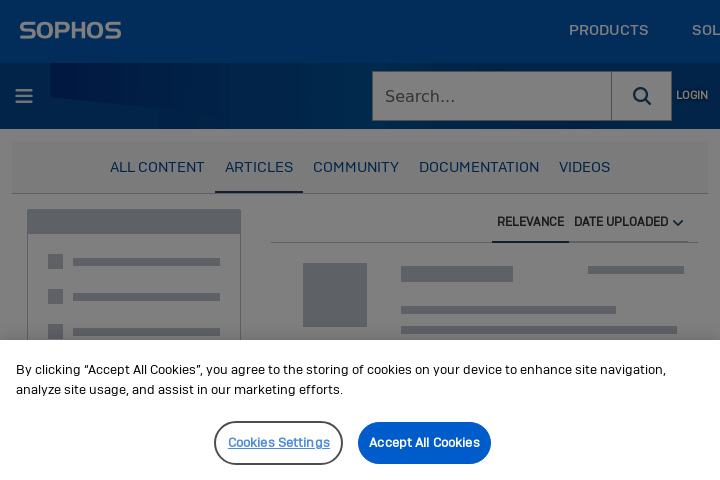 SOPHOS
PRODUCTS
SOL
Search...
LOGIN
ALL CONTENT
ARTICLES
COMMUNITY
DOCUMENTATION
VIDEOS
RELEVANCE
DATE UPLOADED
By clicking “Accept All Cookies”, you agree to the storing of cookies on your device to enhance site navigation,
analyze site usage, and assist in our marketing efforts.
Cookies Settings
Accept All Cookies